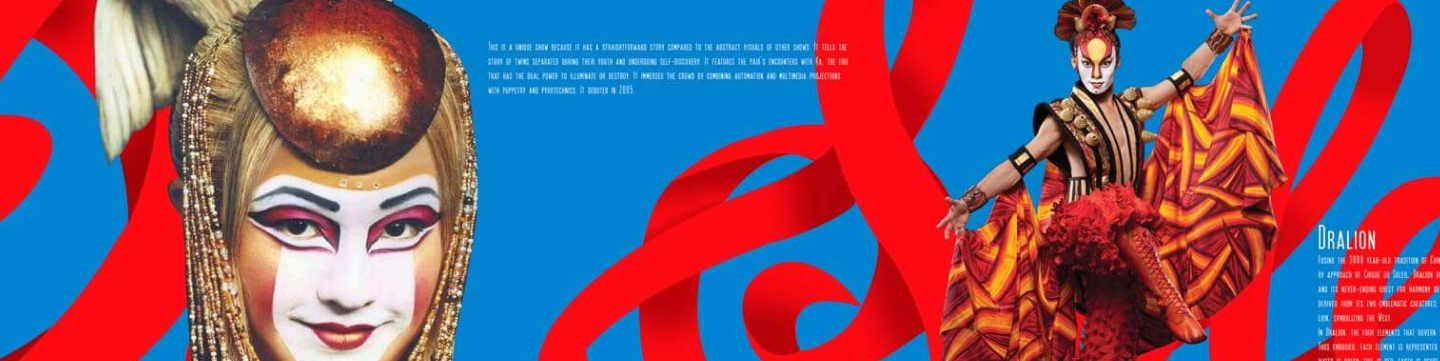 This is a unique show because it has a straightforward story compared to the abstract visuals of other shows. It tells the
story of twins separated during their youth and undergoing self-discovery. It features the pair's encounters with Ka, the fire
that has the dual power to illuminate or destroy. It immerses the crowd by combining automation and multimedia projections
with puppetry and pyrotechnics. It debuted in 2005.
Dralion
Fusing the 3000 year-old tradition of
by approach of Cirque du Soleil, Dralion
and its never-ending quest for harmony
derived from its two emblematic creatures
lion, symbolizing the West.
In Dralion, the four elements that govern
Thus embodied, each element is represented